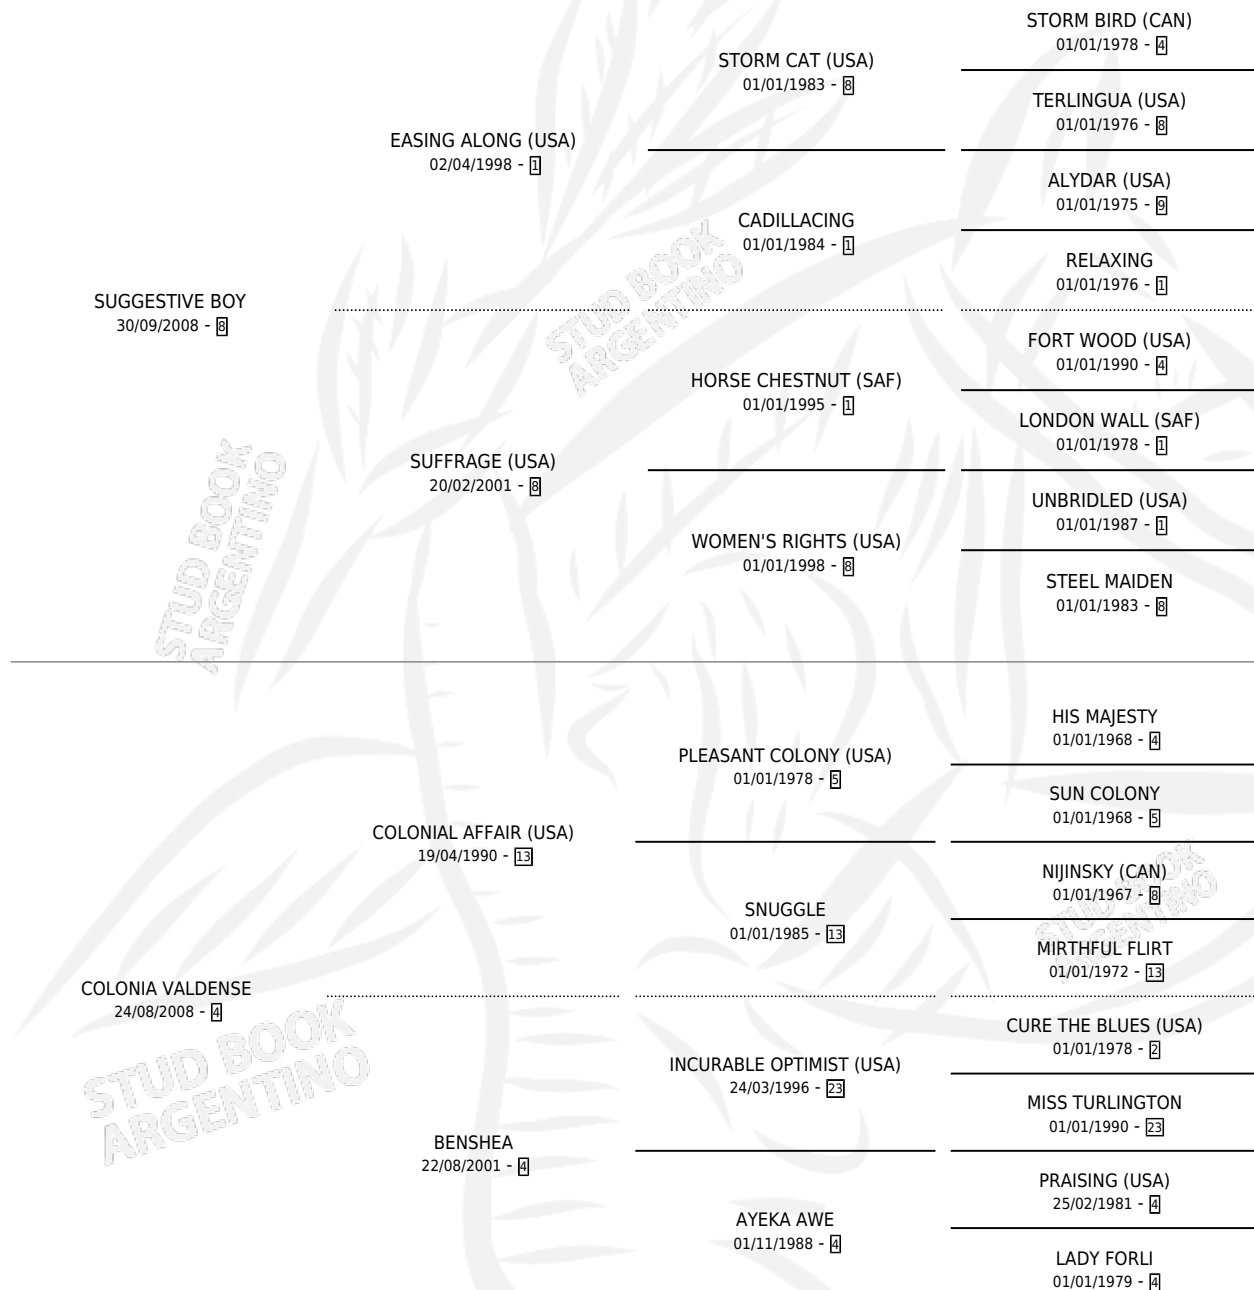 STORM BIRD (CAN)
01/01/1978 - 4
STORM CAT (USA)
01/01/1983 - 8
TERLINGUA (USA)
01/01/1976 - 8
EASING ALONG (USA)
02/04/1998 - 1
ALYDAR (USA)
01/01/1975 - 9
CADILLACING
01/01/1984 - 1
RELAXING
01/01/1976 - 1
SUGGESTIVE BOY
30/09/2008 - 8
FORT WOOD (USA)
01/01/1990 - 4
HORSE CHESTNUT (SAF)
01/01/1995 - 1
LONDON WALL (SAF)
01/01/1978 - 1
SUFFRAGE (USA)
20/02/2001 - 8
UNBRIDLED (USA)
01/01/1987 - 1
WOMEN'S RIGHTS (USA)
01/01/1998 - 8
STEEL MAIDEN
01/01/1983 - 8
HIS MAJESTY
01/01/1968 - 4
PLEASANT COLONY (USA)
01/01/1978 - 5
SUN COLONY
01/01/1968 - 5
COLONIAL AFFAIR (USA)
19/04/1990 - 13
NIJINSKY (CAN)
01/01/1967 - 8
SNUGGLE
01/01/1985 - 13
MIRTHFUL FLIRT
01/01/1972 - 13
COLONIA VALDENSE
24/08/2008 - 4
CURE THE BLUES (USA)
01/01/1978 - 2
INCURABLE OPTIMIST (USA)
24/03/1996 - 23
MISS TURLINGTON
01/01/1990 - 23
BENSHEA
22/08/2001 - 4
PRAISING (USA)
25/02/1981 - 4
AYEKA AWE
01/11/1988 - 4
LADY FORLI
01/01/1979 - 4
STUD BOOK
ARGENTINO
STUD BOOK
ARGENTINO
STUD BOOK
ARGENTINO
STUD BOOK
ARGENTINO